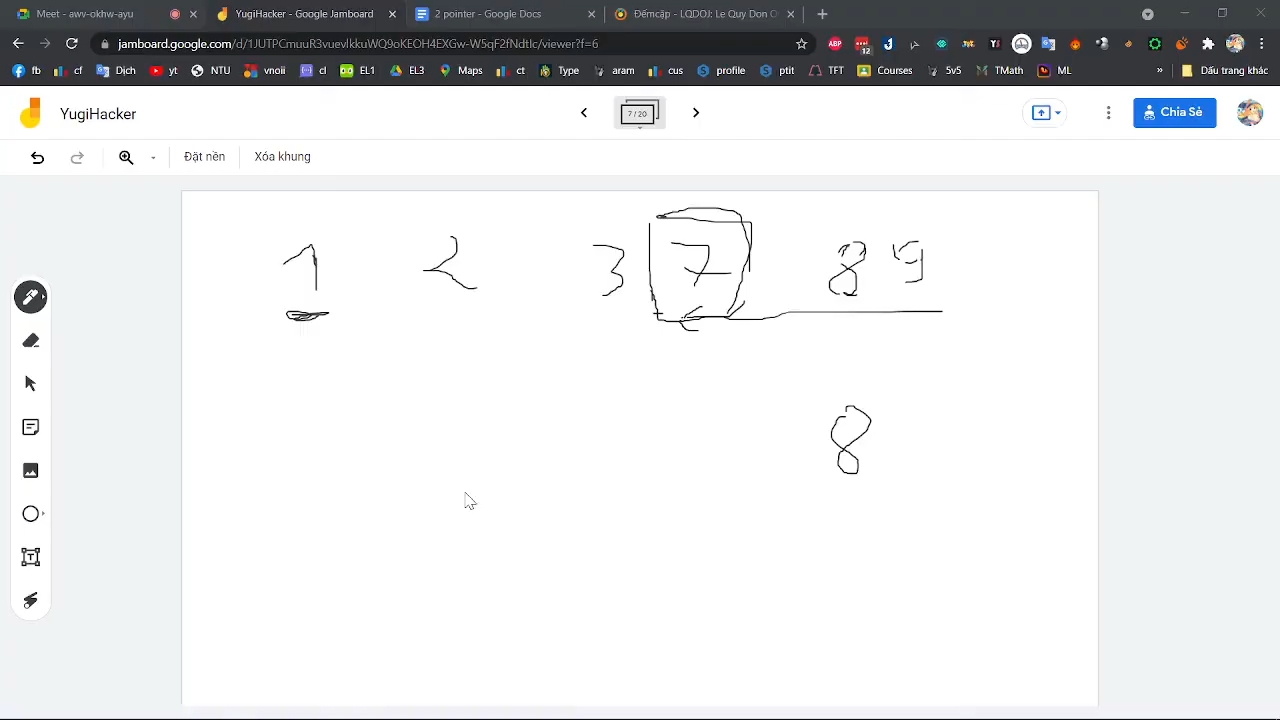 Meet - awv-okhw-ayu
YugiHacker - Google Jamboard
2 pointer - Google Docs
Đếm cặp - LQDOJ: Le Quy Don O
jamboard.google.com/d/1JUTPCmuuR3vuevlkkuWQ9oKEOH4EXGw-W5qF2fNdtlc/viewer?f=6
ABP
12
fb
cf
Dịch
yt
NTU
vnoii
cl
EL1
EL3
Maps
ct
Type
aram
cus
profile
ptit
TFT
Courses
5v5
TMath
ML
»
Dấu trang khác
YugiHacker
7 / 20
Chia Sẻ
Đặt nền
Xóa khung
1 2 3 7 8 9
8
T